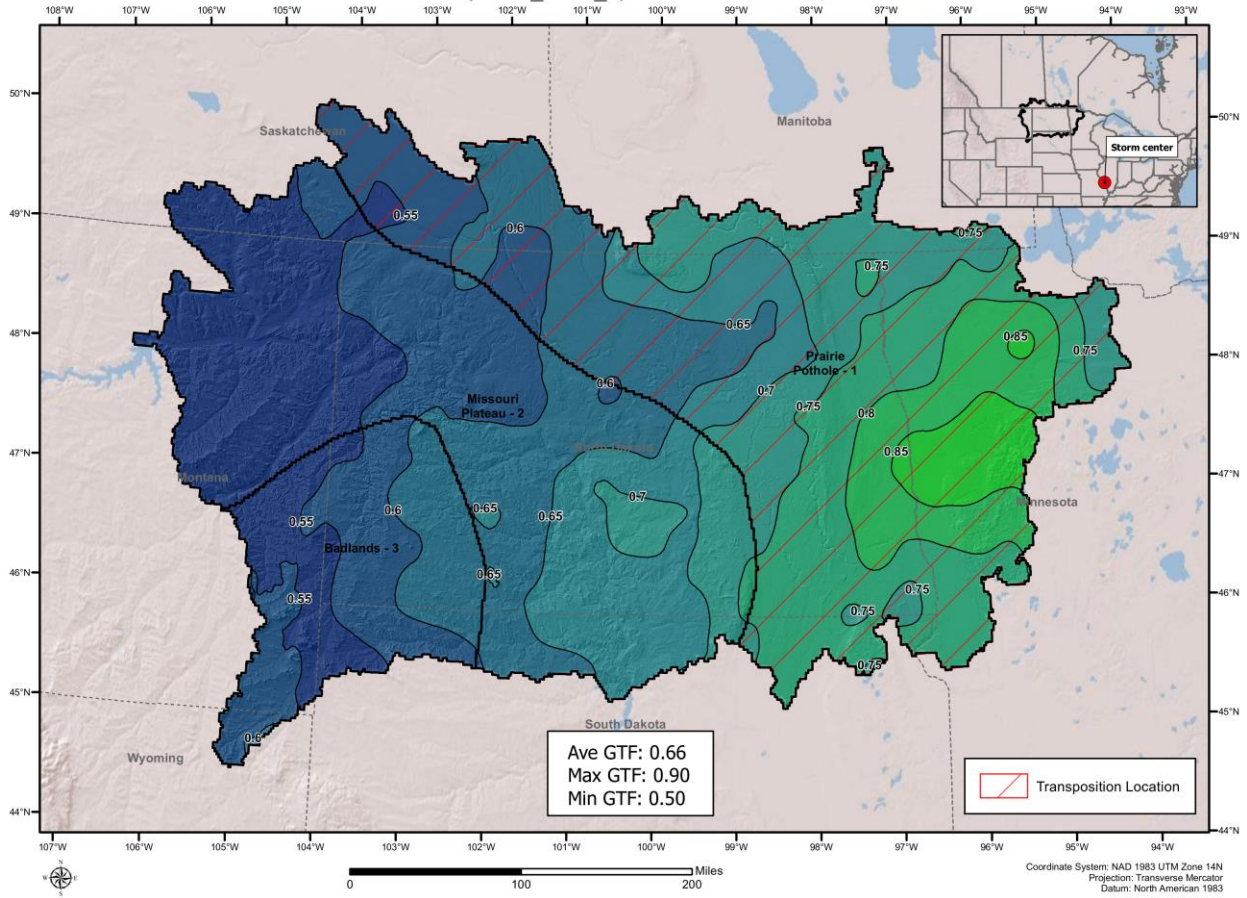 108°W 107°W 106°W 105°W 104°W 103°W 102°W 101°W 100°W 99°W 98°W 97°W 96°W 95°W 94°W 93°W 92°W
50°N
50°N
Saskatchewan
Manitoba
Storm center
49°N
49°N
0.55
0.6
0.75
0.75
48°N
48°N
0.65
0.85
0.75
Prairie
Pothole - 1
0.6
0.7
0.75
0.8
Missouri
Plateau - 2
47°N
47°N
0.85
Montana
Minnesota
0.7
0.55
0.6
0.65
0.65
46°N
46°N
Badlands - 3
0.65
0.55
0.75
0.75
45°N
45°N
0.75
0.6
South Dakota
Wyoming
Ave GTF: 0.66
Max GTF: 0.90
Min GTF: 0.50
Transposition Location
44°N
44°N
107°W 106°W 105°W 104°W 103°W 102°W 101°W 100°W 99°W 98°W 97°W 96°W 95°W 94°W
N
W E
S
Miles
0 100 200
Coordinate System: NAD 1983 UTM Zone 14N
Projection: Transverse Mercator
Datum: North American 1983